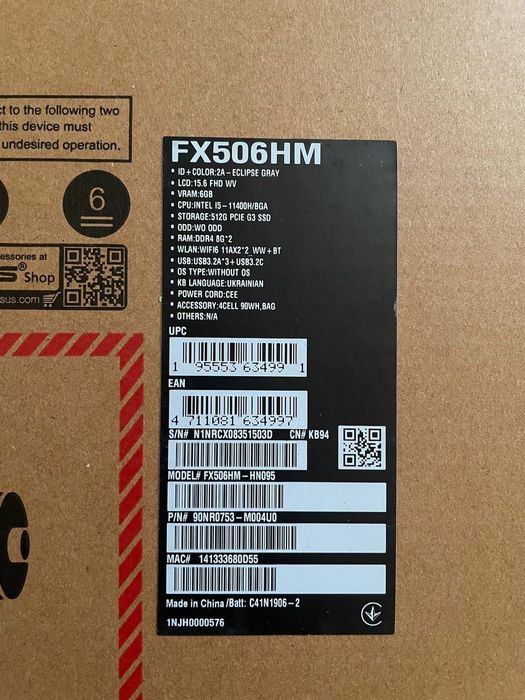 ct to the following two
this device must
undesired operation.
6
ccessories at
S® Shop
sus.com
FX506HM
• ID+COLOR:2A-ECLIPSE GRAY
• LCD:15.6 FHD WV
• VRAM:6GB
• CPU:INTEL I5-11400H/BGA
• STORAGE:512G PCIE G3 SSD
• ODD:WO ODD
• RAM:DDR4 8G*2
• WLAN:WIFI6 11AX2*2_WW+BT
• USB:USB3.2A*3+USB3.2C
• OS TYPE:WITHOUT OS
• KB LANGUAGE:UKRAINIAN
• POWER CORD:CEE
• ACCESSORY:4CELL 90WH,BAG
• OTHERS:N/A
UPC
1 95553 63499 1
EAN
4 711081 634997
S/N# N1NRCX08351503D CN# KB94
MODEL# FX506HM-HN095
P/N# 90NR0753-M004U0
MAC# 141333680D55
Made in China /Batt: C41N1906-2
1NJH0000576